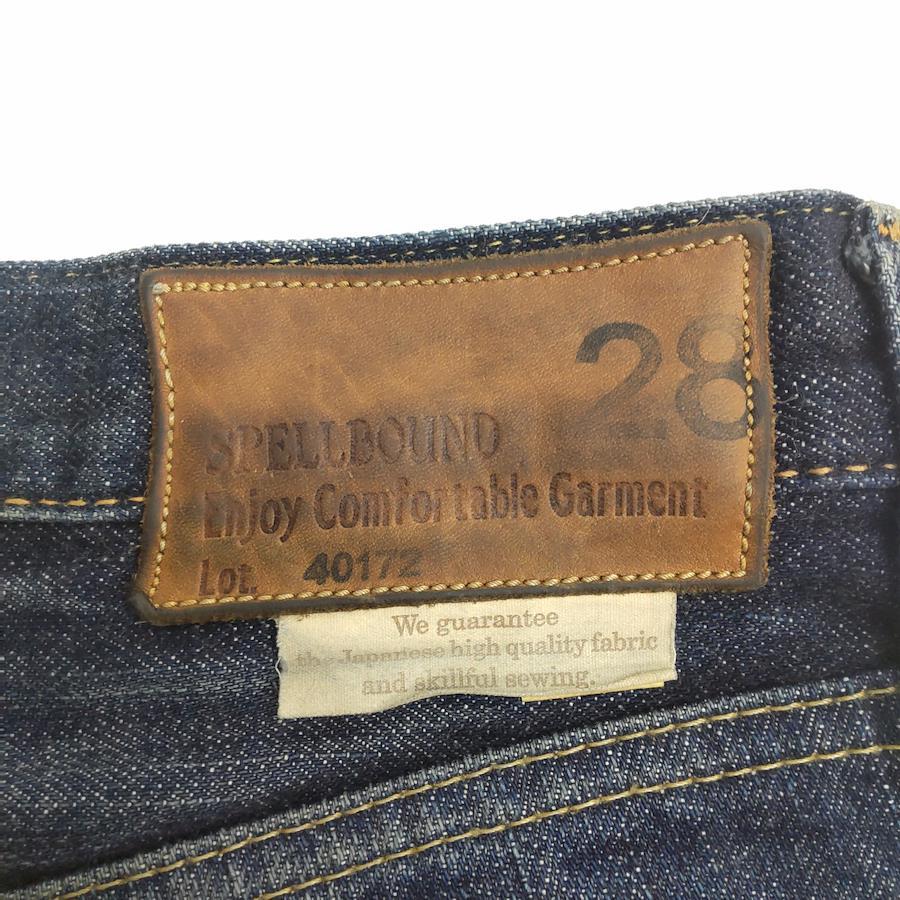 28
SPELLBOUND
Enjoy Comfortable Garment
Lot. 40172
We guarantee
the Japanese high quality fabric
and skillful sewing.